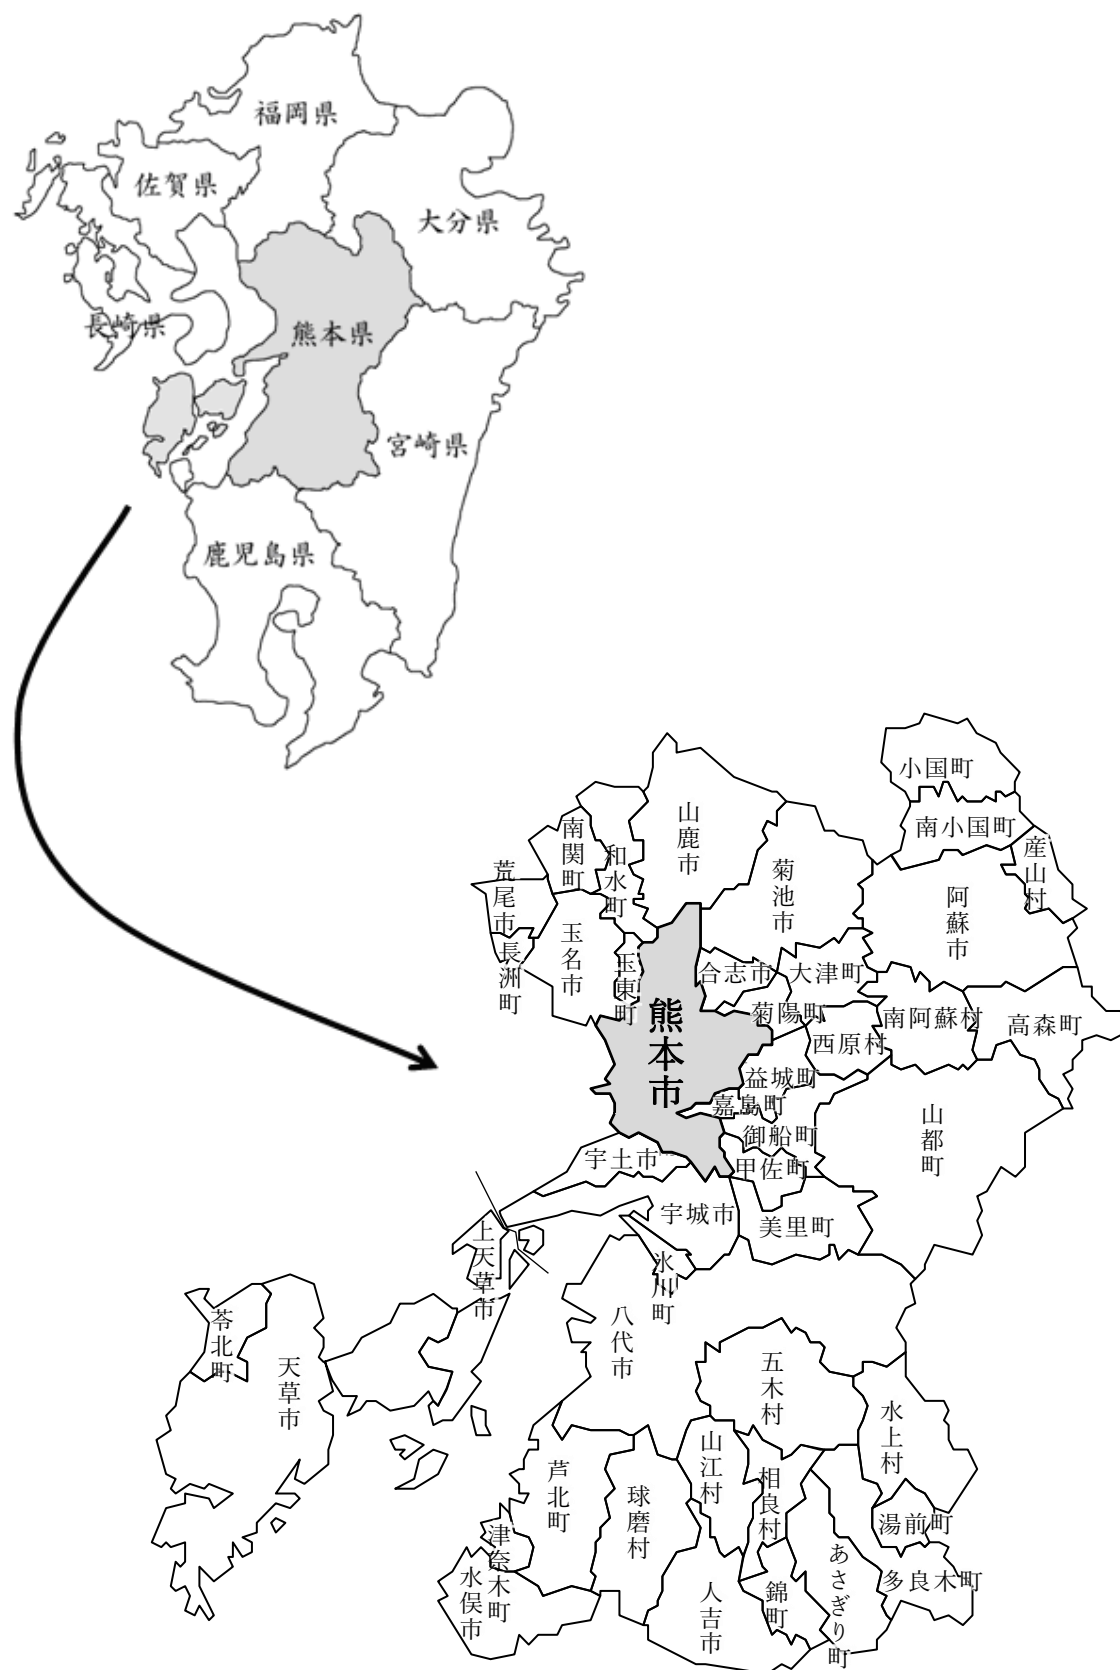 福岡県
佐賀県
大分県
長崎県
熊本県
宮崎県
鹿児島県
小国町
南小国町
産山村
山鹿市
南関町
和水町
菊池市
荒尾市
阿蘇市
長洲町
玉名市
玉東町
合志市
大津町
菊陽町
南阿蘇村
高森町
熊本市
西原村
益城町
嘉島町
御船町
山都町
甲佐町
宇土市
宇城市
美里町
上天草市
氷川町
苓北町
天草市
八代市
五木村
水上村
山江村
相良村
芦北町
球磨村
湯前町
津奈木町
水俣市
人吉市
錦町
あさぎり町
多良木町